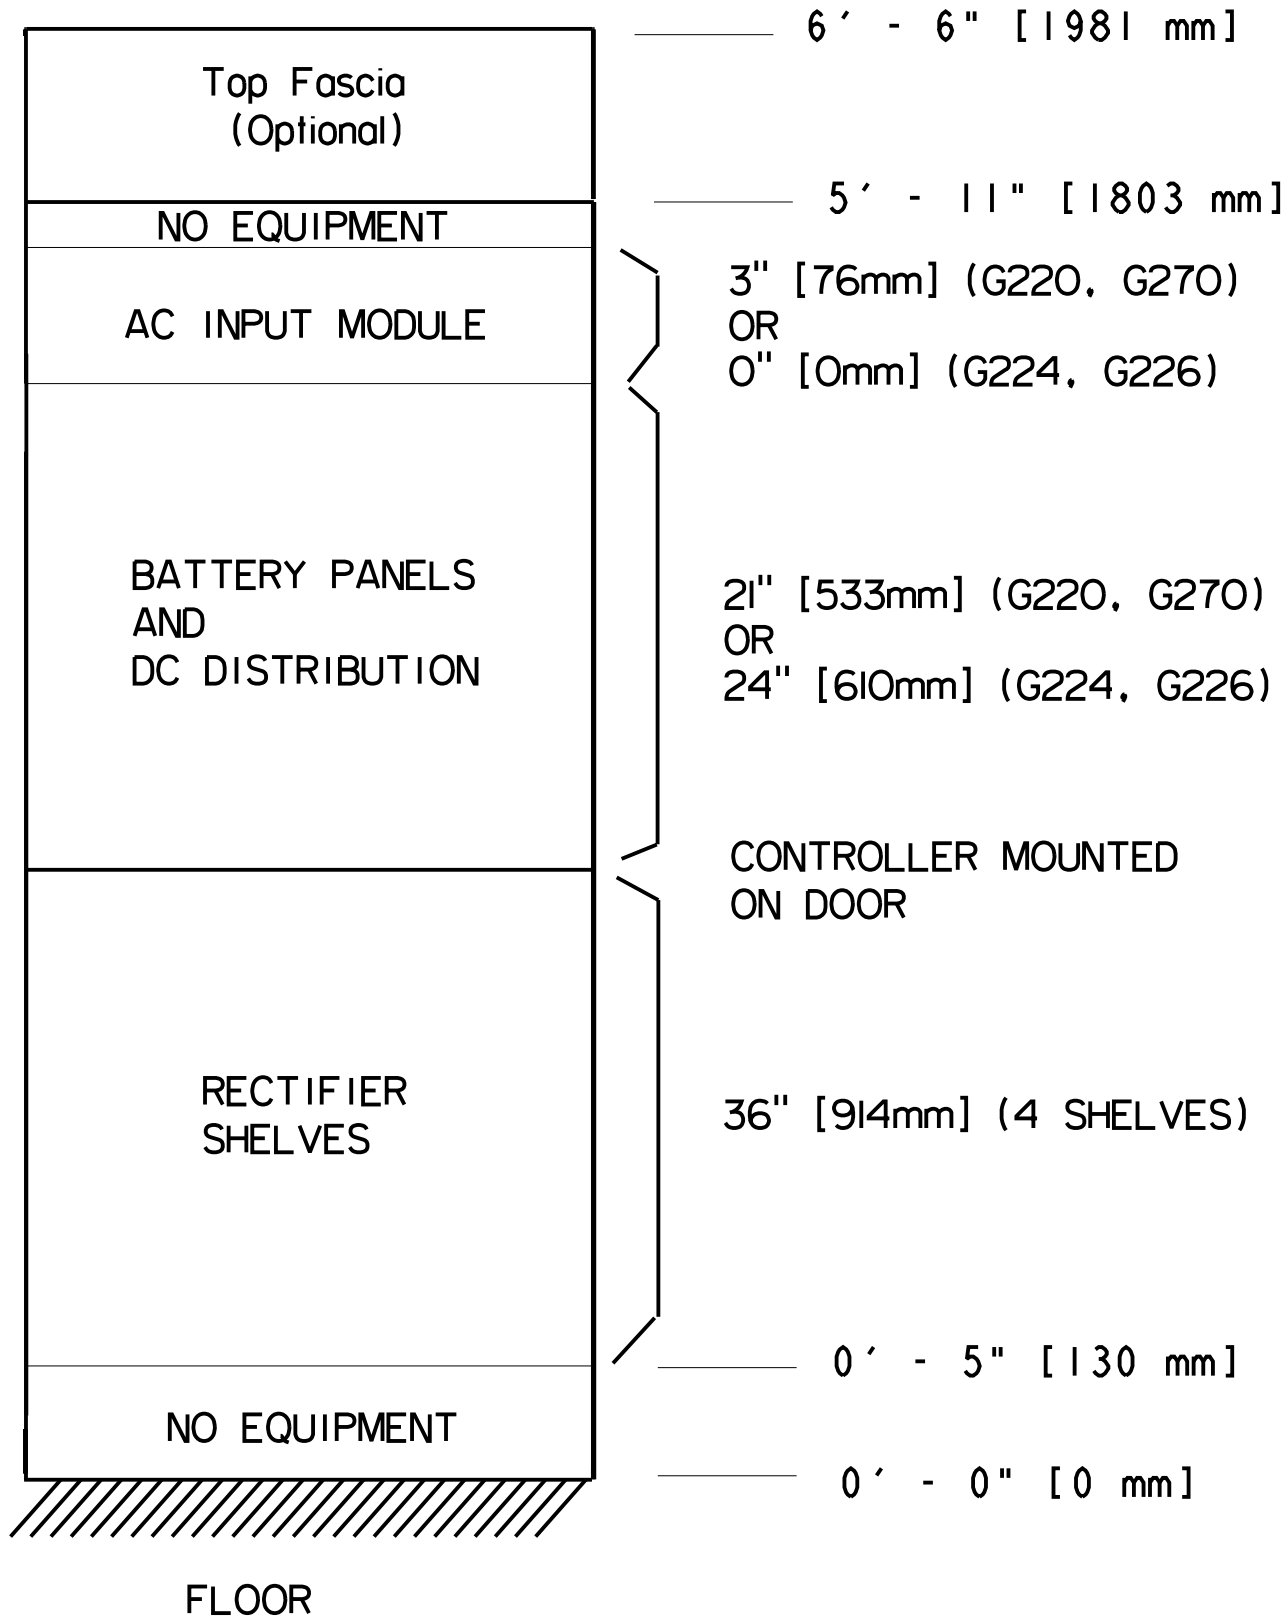 6' - 6" [1981 mm]
Top Fascia
(Optional)
5' - 11" [1803 mm]
NO EQUIPMENT
3" [76mm] (G220, G270)
OR
0" [0mm] (G224, G226)
AC INPUT MODULE
BATTERY PANELS
AND
DC DISTRIBUTION
21" [533mm] (G220, G270)
OR
24" [610mm] (G224, G226)
CONTROLLER MOUNTED
ON DOOR
RECTIFIER
SHELVES
36" [914mm] (4 SHELVES)
0' - 5" [130 mm]
NO EQUIPMENT
0' - 0" [0 mm]
FLOOR